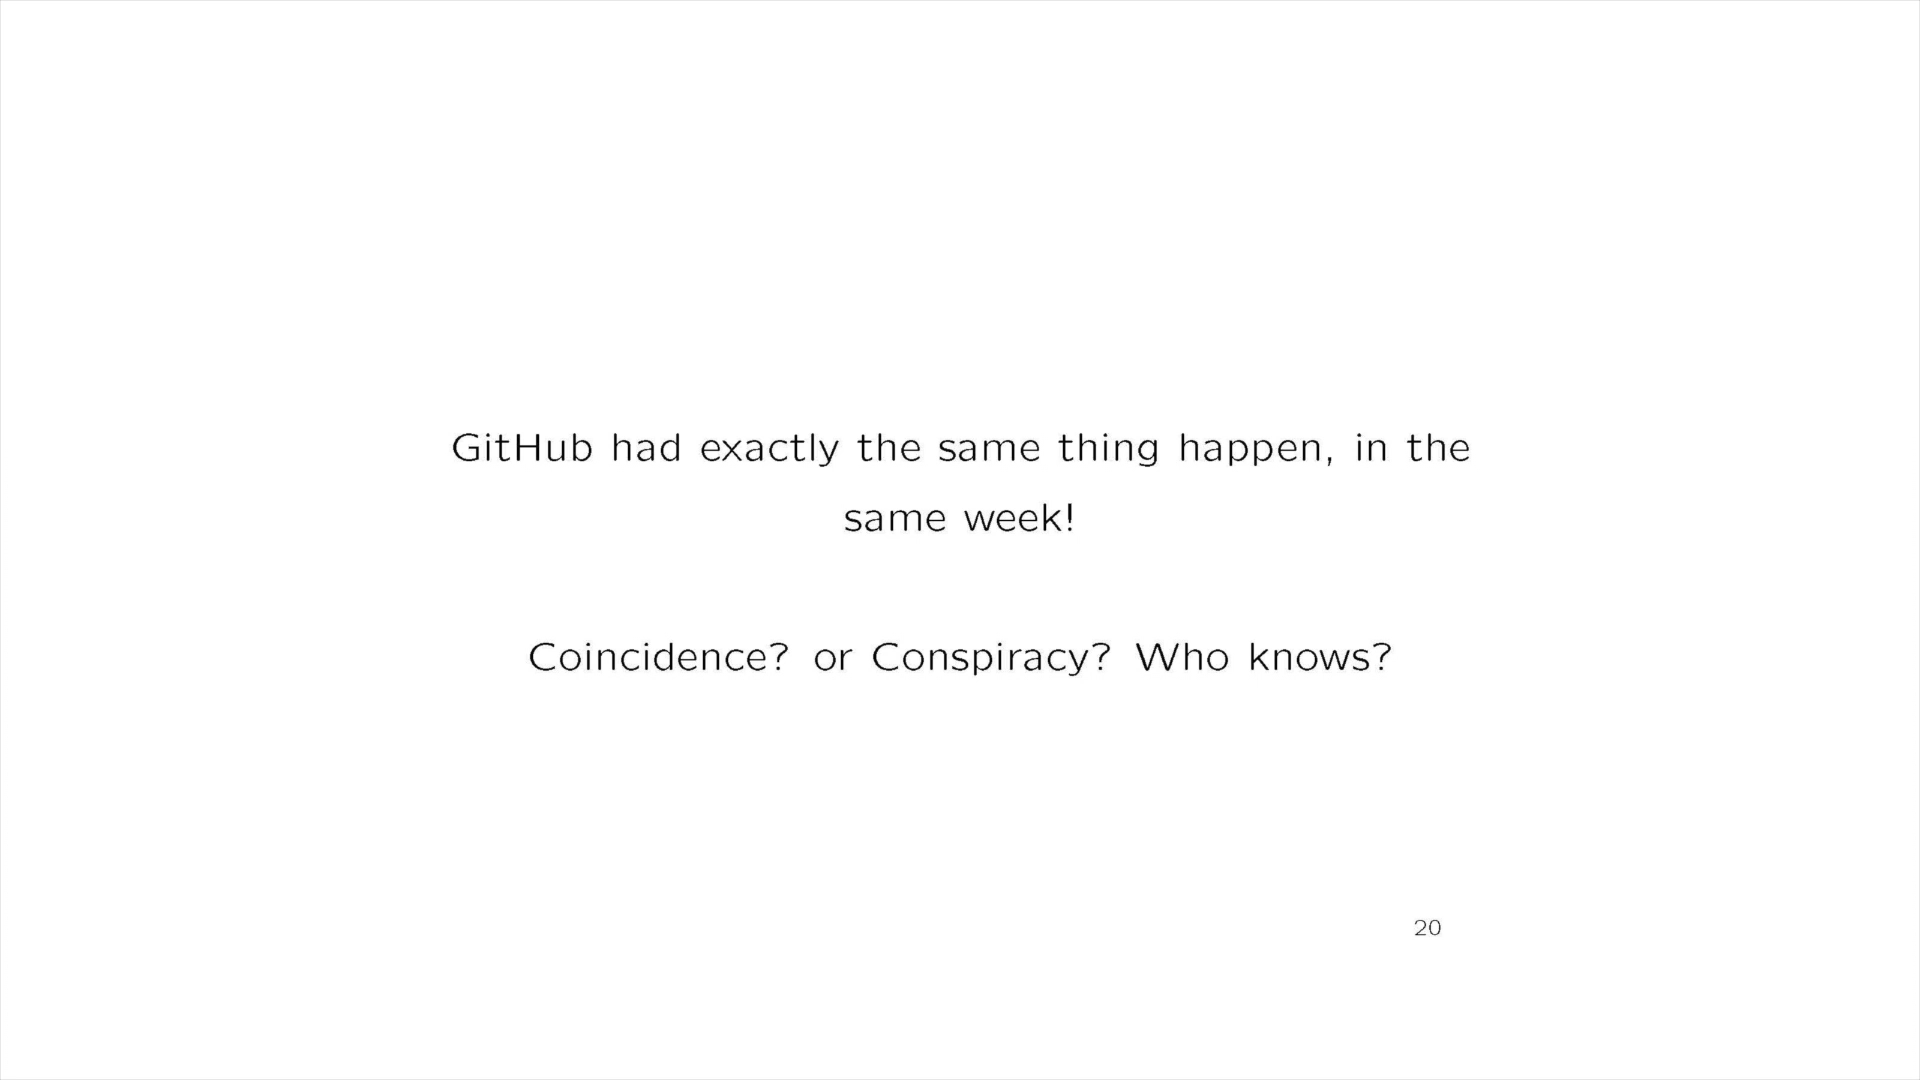 GitHub had exactly the same thing happen, in the
same week!
Coincidence? or Conspiracy? Who knows?
20